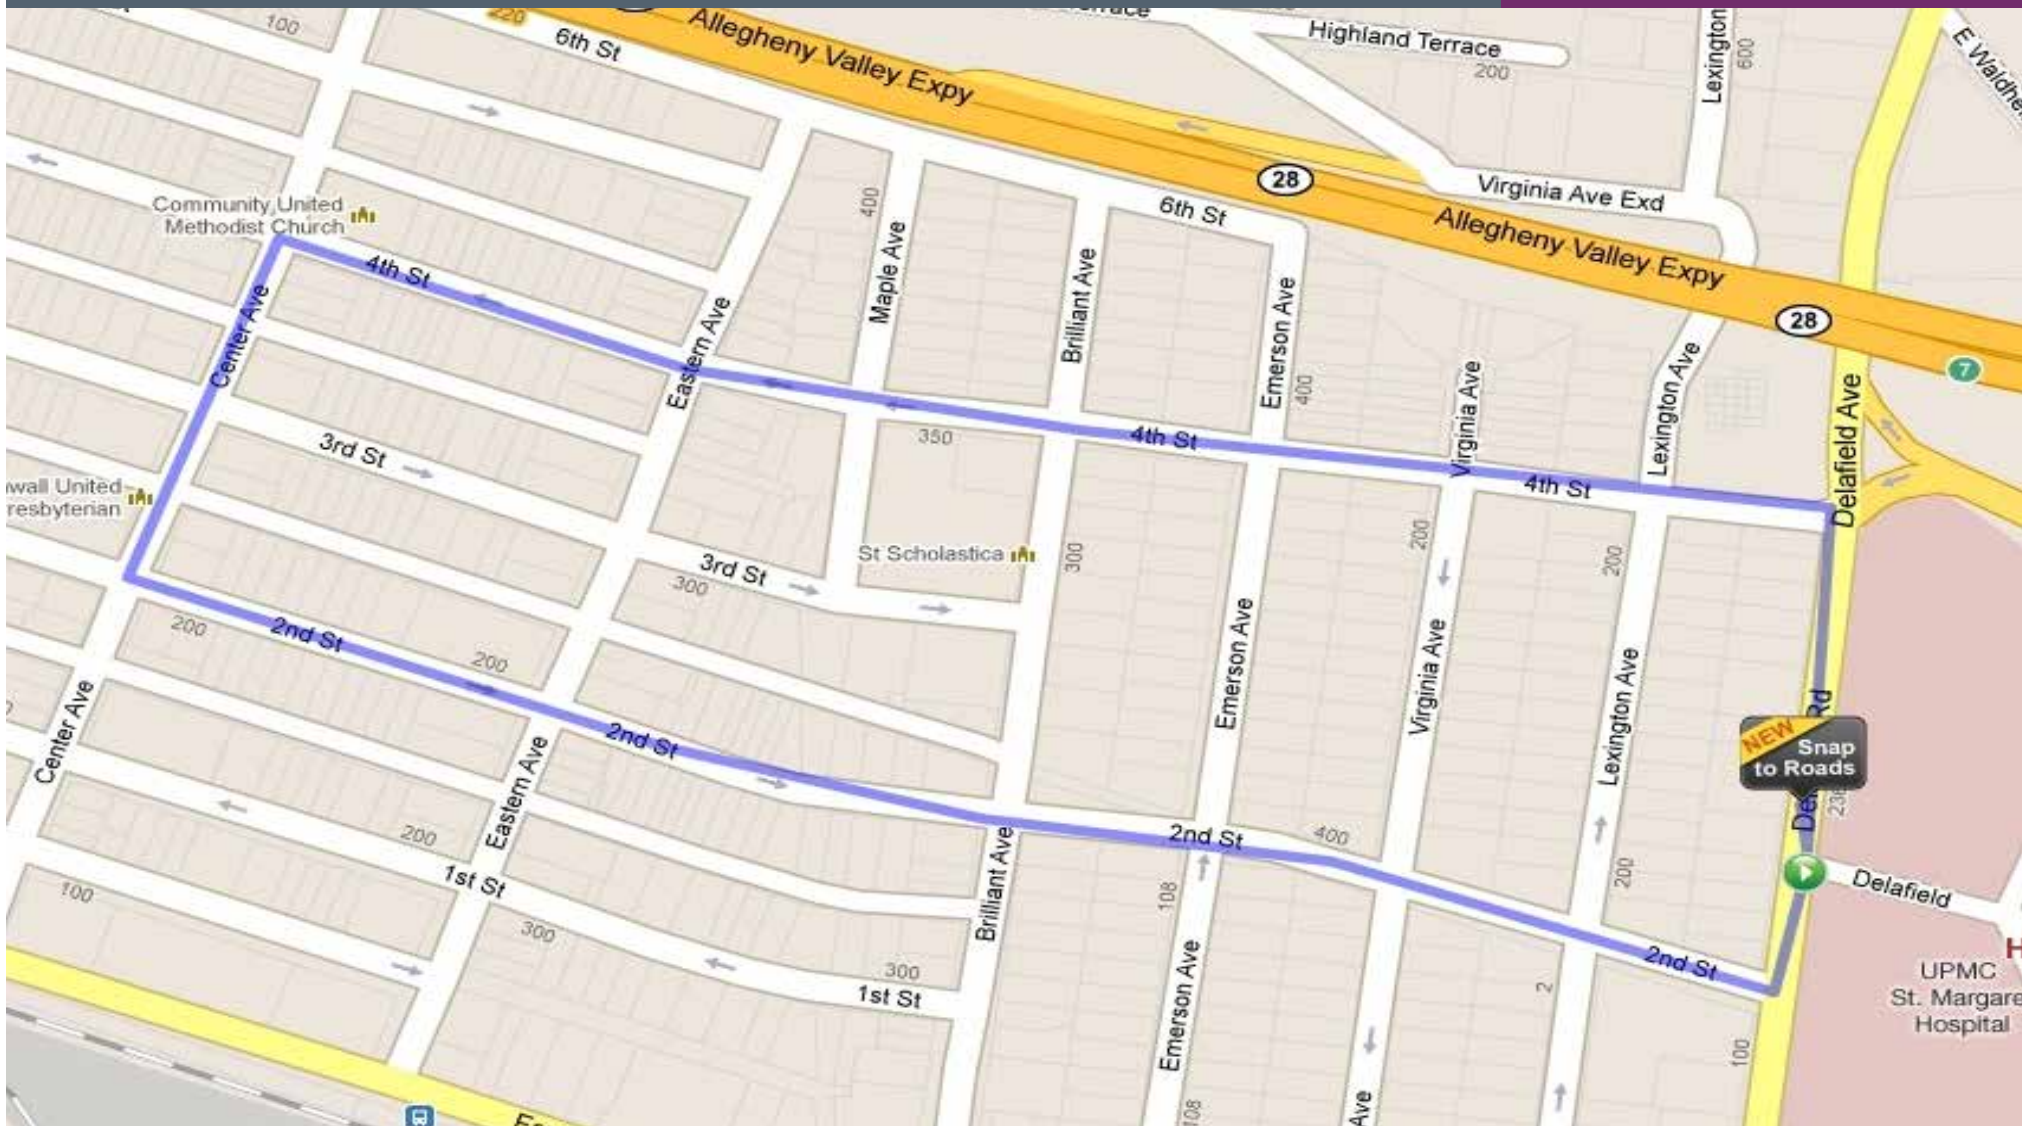 100
220
6th St
Allegheny Valley Expy
Highland Terrace
200
Lexington
600
28
Virginia Ave Exd
6th St
Allegheny Valley Expy
28
7
Community United
Methodist Church
400
Maple Ave
Brilliant Ave
Emerson Ave
400
4th St
Center Ave
Eastern Ave
350
4th St
Virginia Ave
Lexington Ave
4th St
Delafield Ave
3rd St
wall United
resbyterian
3rd St
300
St Scholastica
300
200
200
200
2nd St
200
2nd St
Emerson Ave
Virginia Ave
Lexington Ave
Rd
NEW
Snap
to Roads
Center Ave
Eastern Ave
200
1st St
2nd St
400
Brilliant Ave
108
200
Delafield
100
300
300
1st St
Emerson Ave
2nd St
2
100
UPMC
St. Margare
Hospital
H
108
Ave